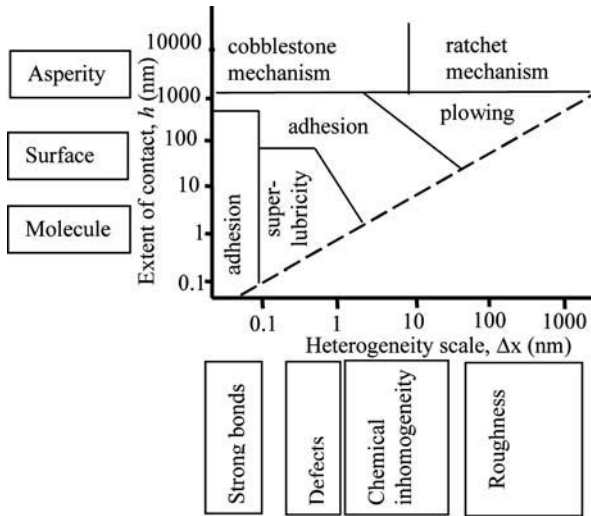 10000
1000
100
10
1
0.1
Extent of contact, h (nm)
Asperity
Surface
Molecule
cobblestone
mechanism
ratchet
mechanism
adhesion
plowing
adhesion
super-
lubricity
0.1
1
10
100
1000
Heterogeneity scale, Δx (nm)
Strong bonds
Defects
Chemical
inhomogeneity
Roughness